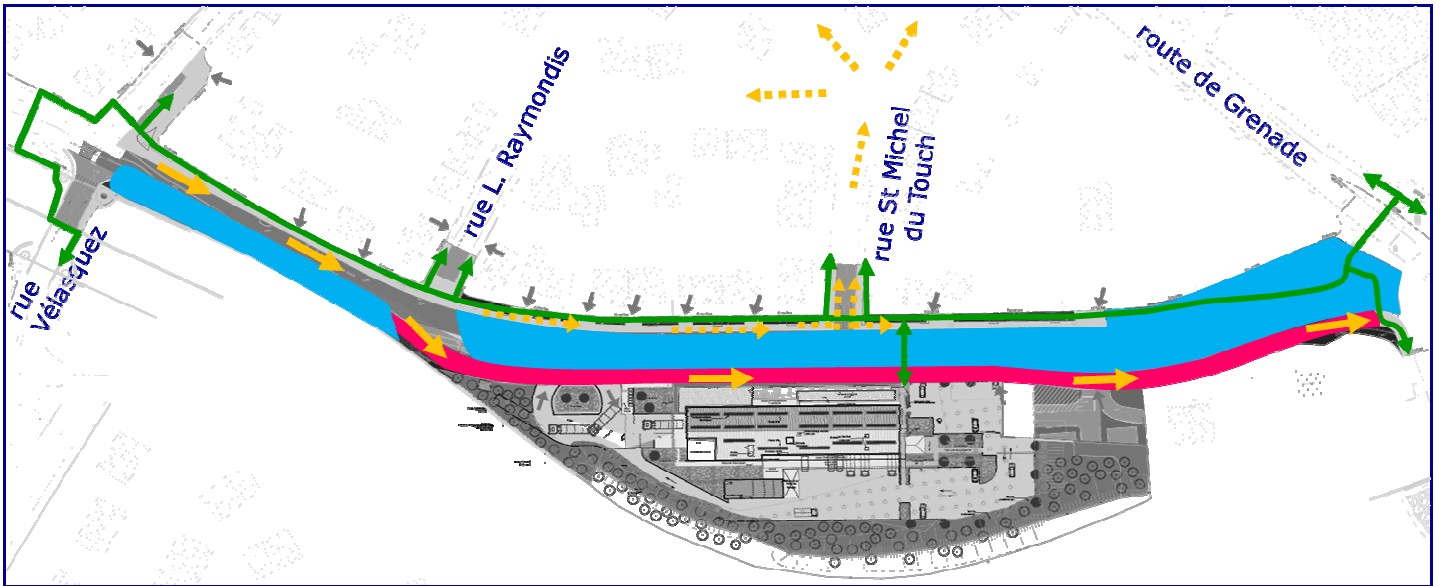 rue
Vélasquez
rue L. Raymondis
rue St Michel
du Touch
route de Grenade